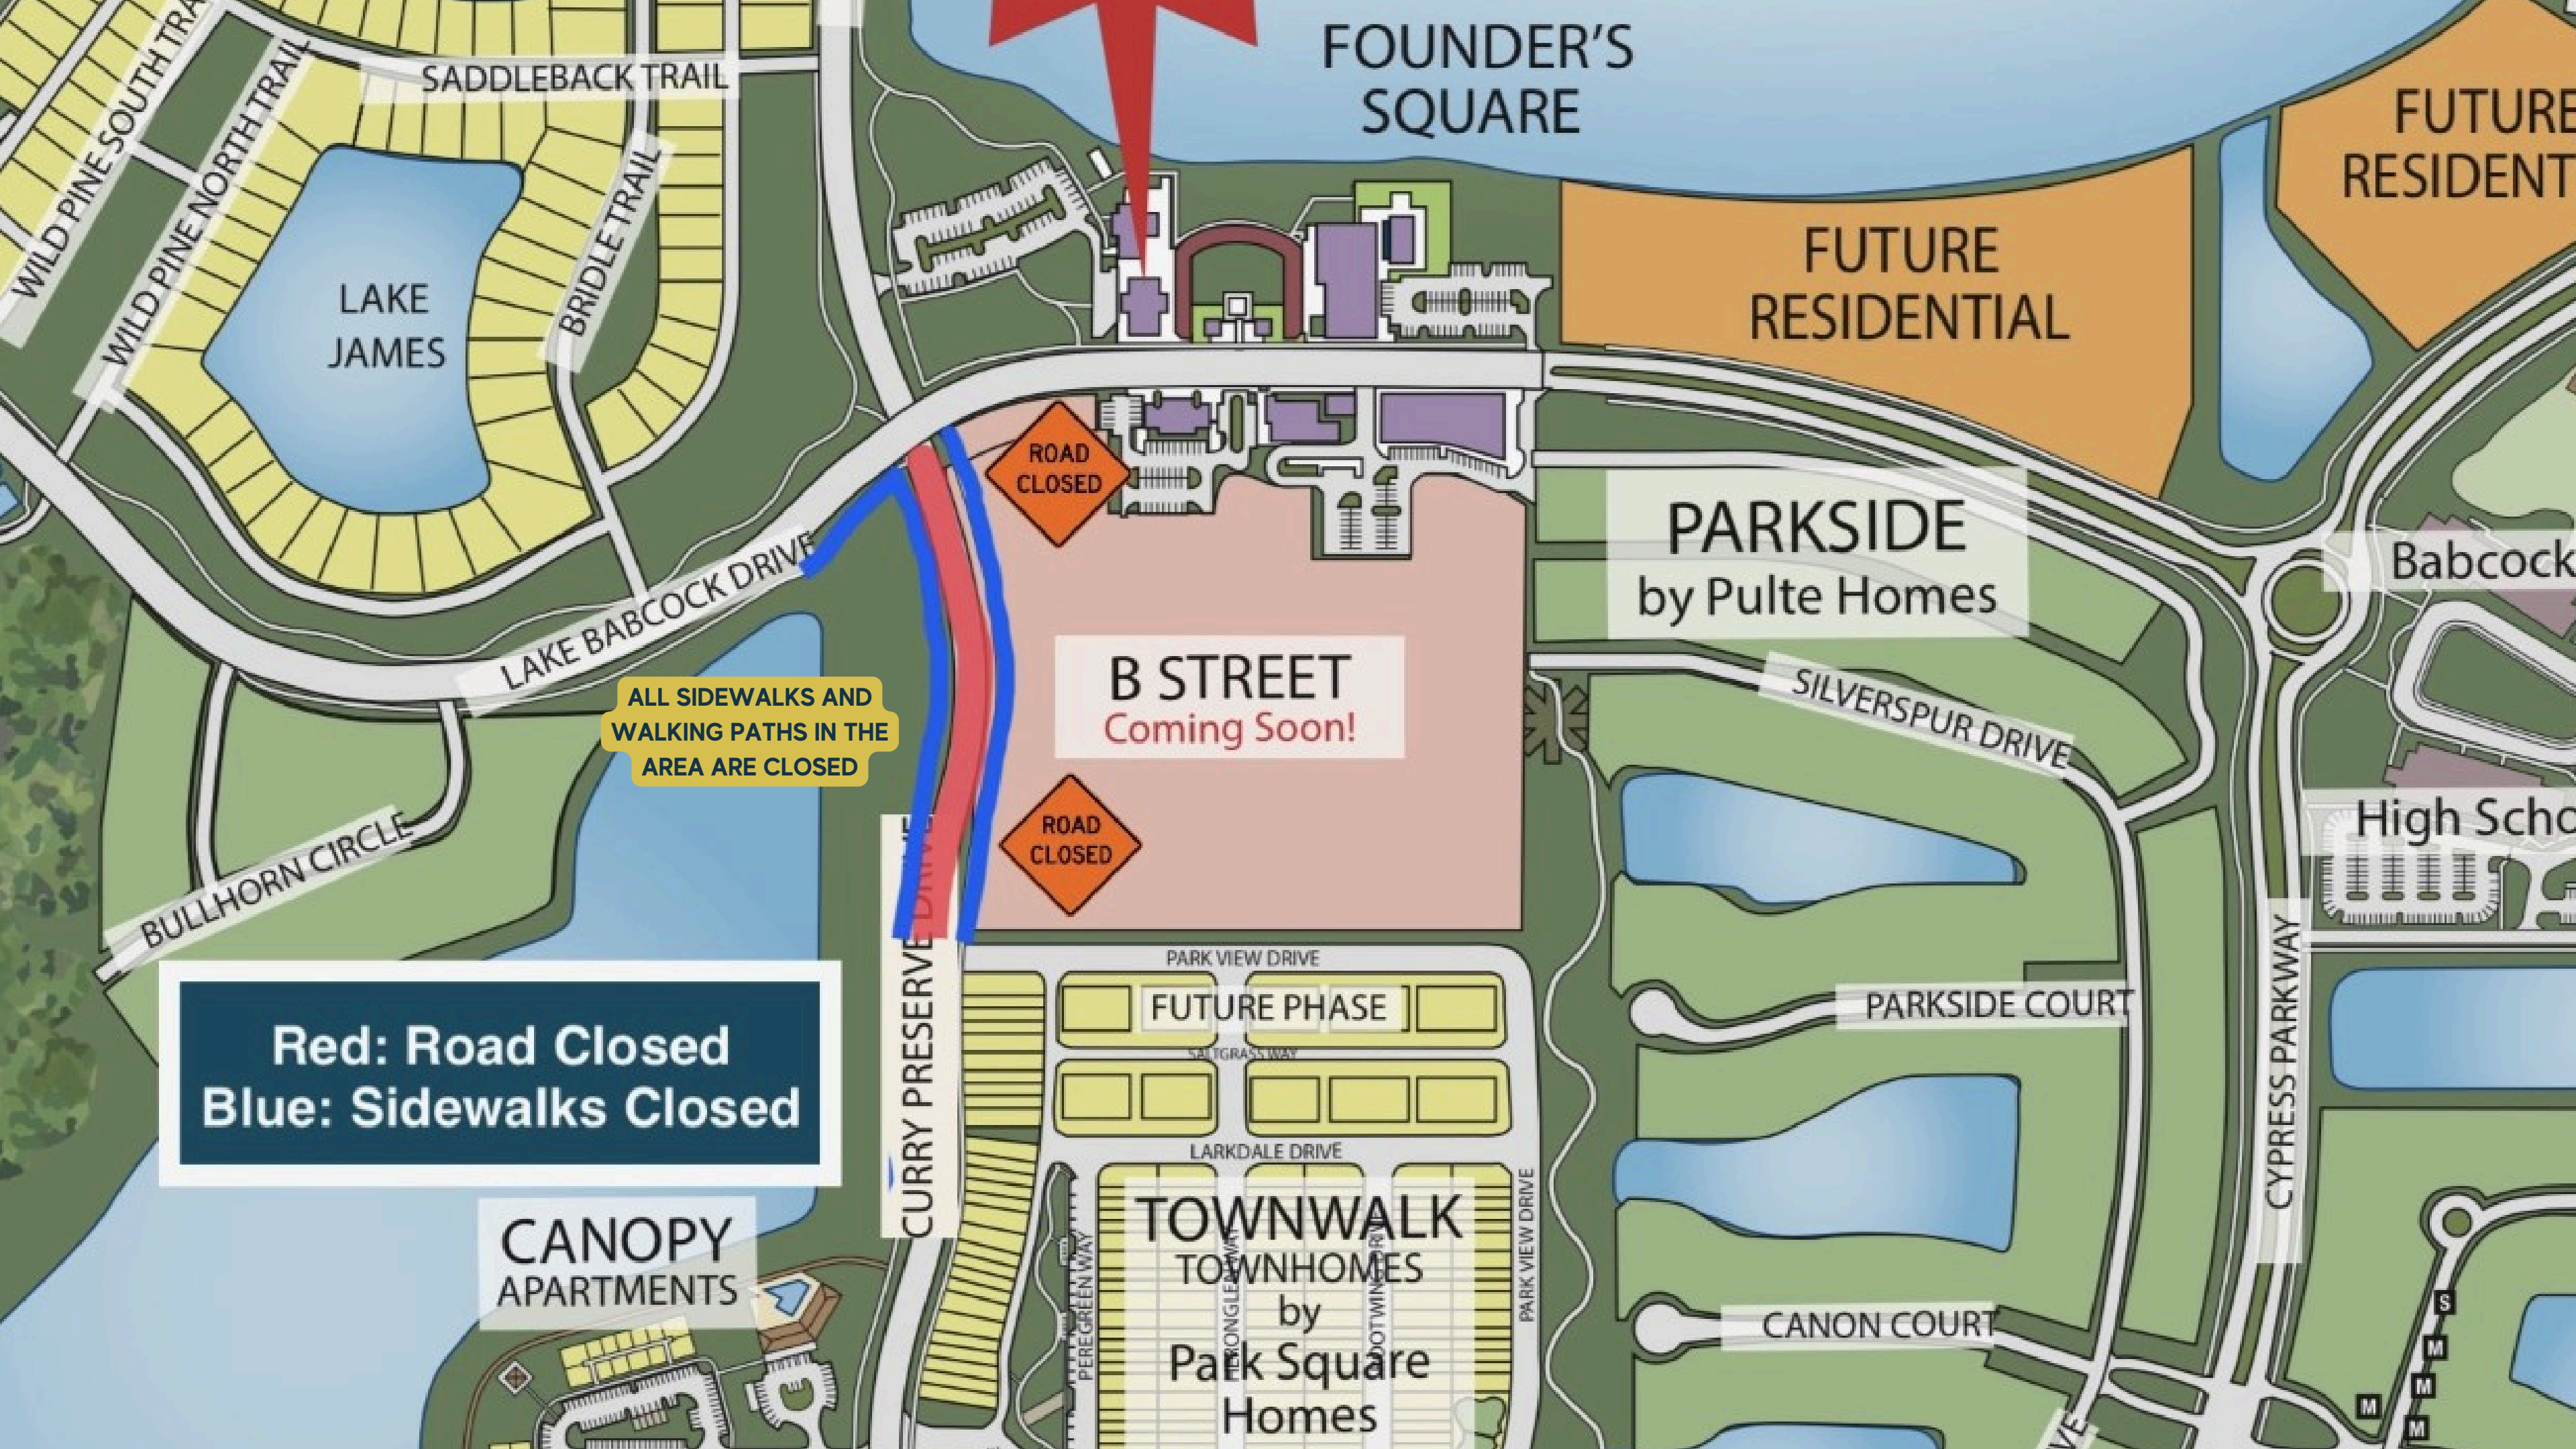 FOUNDER'S
SQUARE
SADDLEBACK TRAIL
WILD PINE SOUTH TRA
WILD PINE NORTH TRAIL
BRIDLE TRAIL
LAKE
JAMES
FUTURE
RESIDENT
FUTURE
RESIDENTIAL
ROAD
CLOSED
PARKSIDE
by Pulte Homes
Babcock
LAKE BABCOCK DRIVE
B STREET
Coming Soon!
SILVERSPUR DRIVE
ALL SIDEWALKS AND
WALKING PATHS IN THE
AREA ARE CLOSED
ROAD
CLOSED
High Scho
BULLHORN CIRCLE
CURRY PRESERVE DRIVE
PARK VIEW DRIVE
FUTURE PHASE
PARKSIDE COURT
SALTGRASS WAY
Red: Road Closed
Blue: Sidewalks Closed
CYPRESS PARKWAY
LARKDALE DRIVE
CANOPY
APARTMENTS
TOWNWALK
TOWNHOMES
by
Park Square
Homes
PEREGREEN WAY
PARK VIEW DRIVE
CANON COURT
S
M
M
M
M
VE